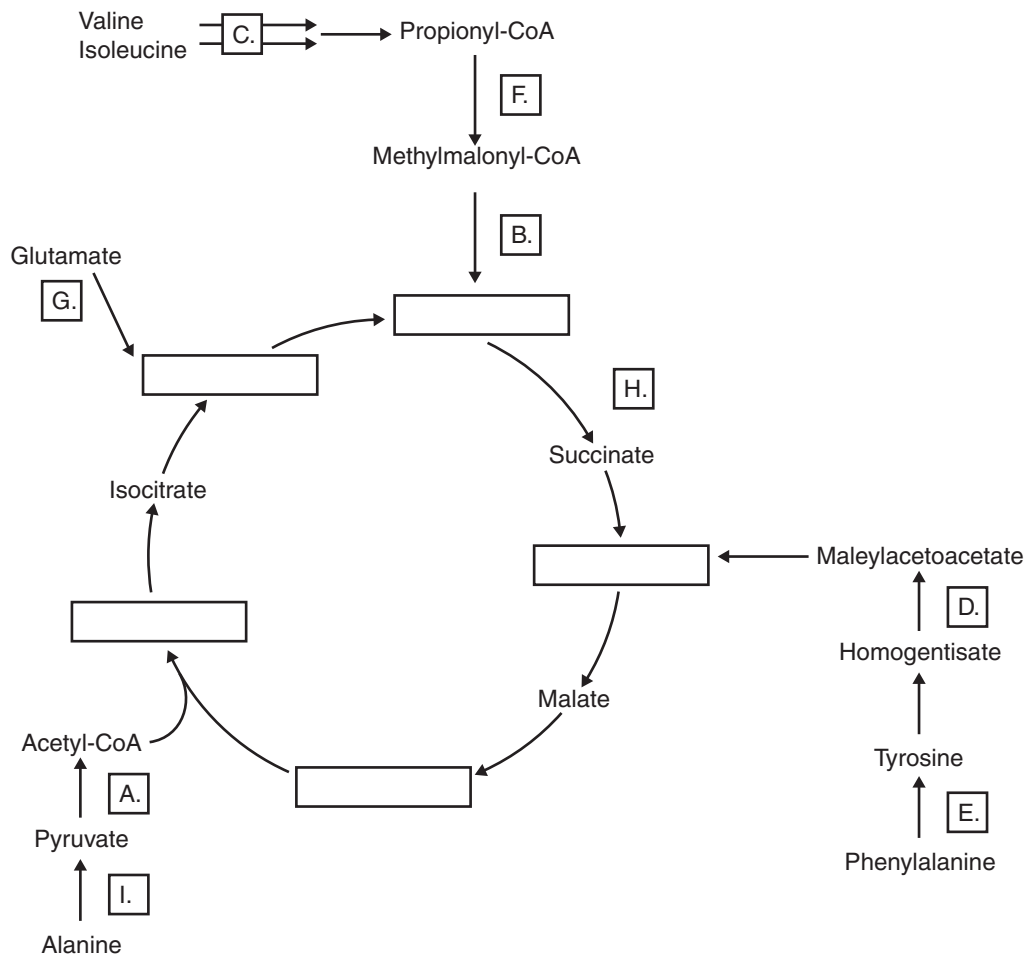 Valine
Isoleucine
C.
Propionyl-CoA
F.
Methylmalonyl-CoA
B.
Glutamate
G.
H.
Succinate
Isocitrate
Maleylacetoacetate
D.
Homogentisate
Malate
Acetyl-CoA
Tyrosine
A.
E.
Pyruvate
Phenylalanine
I.
Alanine